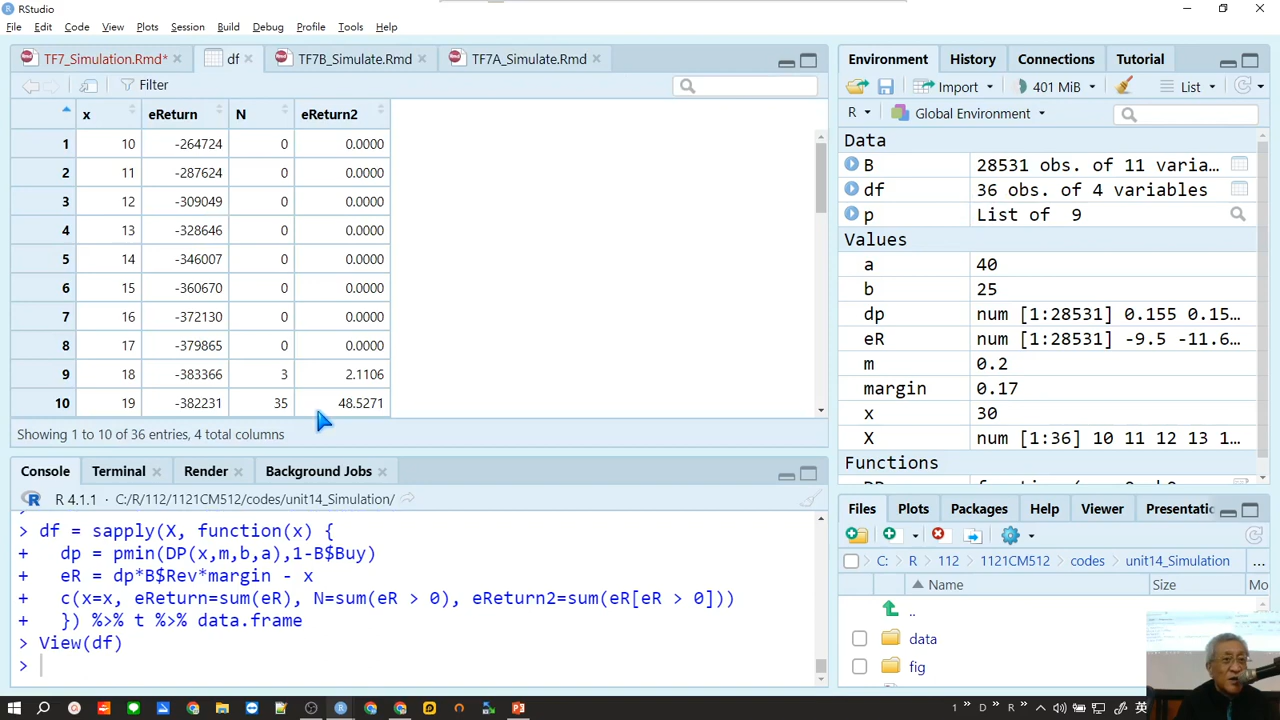 RStudio
File Edit Code View Plots Session Build Debug Profile Tools Help
TF7_Simulation.Rmd* df TF7B_Simulate.Rmd TF7A_Simulate.Rmd
Filter
x eReturn N eReturn2
1 10 -264724 0 0.0000
2 11 -287624 0 0.0000
3 12 -309049 0 0.0000
4 13 -328646 0 0.0000
5 14 -346007 0 0.0000
6 15 -360670 0 0.0000
7 16 -372130 0 0.0000
8 17 -379865 0 0.0000
9 18 -383366 3 2.1106
10 19 -382231 35 48.5271
Showing 1 to 10 of 36 entries, 4 total columns
Console Terminal Render Background Jobs
R 4.1.1 · C:/R/112/1121CM512/codes/unit14_Simulation/
> df = sapply(X, function(x) {
+ dp = pmin(DP(x,m,b,a),1-B$Buy)
+ eR = dp*B$Rev*margin - x
+ c(x=x, eReturn=sum(eR), N=sum(eR > 0), eReturn2=sum(eR[eR > 0]))
+ }) %>% t %>% data.frame
> View(df)
>
Environment History Connections Tutorial
Import 401 MiB List
R Global Environment
Data
B 28531 obs. of 11 varia...
df 36 obs. of 4 variables
p List of 9
Values
a 40
b 25
dp num [1:28531] 0.155 0.15...
eR num [1:28531] -9.5 -11.6...
m 0.2
margin 0.17
x 30
X num [1:36] 10 11 12 13 1...
Functions
Files Plots Packages Help Viewer Presentatio
C: R 112 1121CM512 codes unit14_Simulation ...
Name Size Mo
..
data
fig
1 » D » R » 英